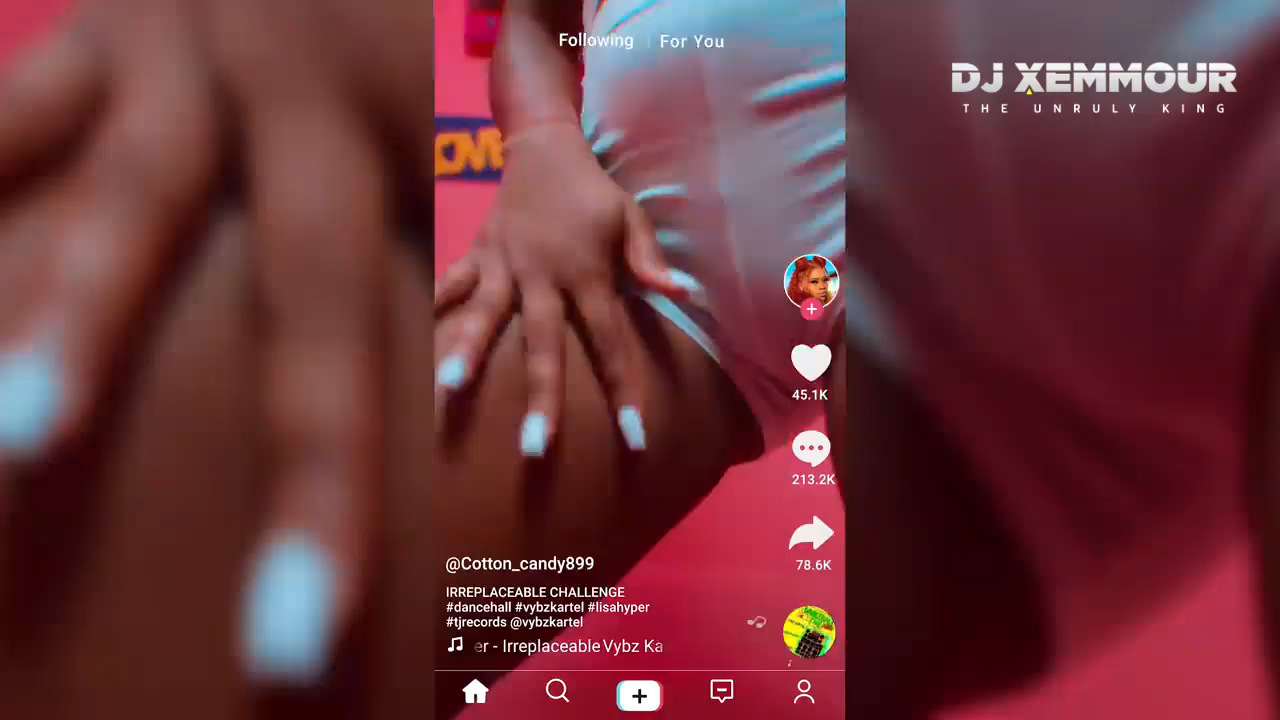 Following
For You
DJ XEMMOUR
THE UNRULY KING
45.1K
213.2K
78.6K
@Cotton_candy899
IRREPLACEABLE CHALLENGE
#dancehall #vybzkartel #lisahyper
#tjrecords @vybzkartel
er - Irreplaceable Vybz Ka